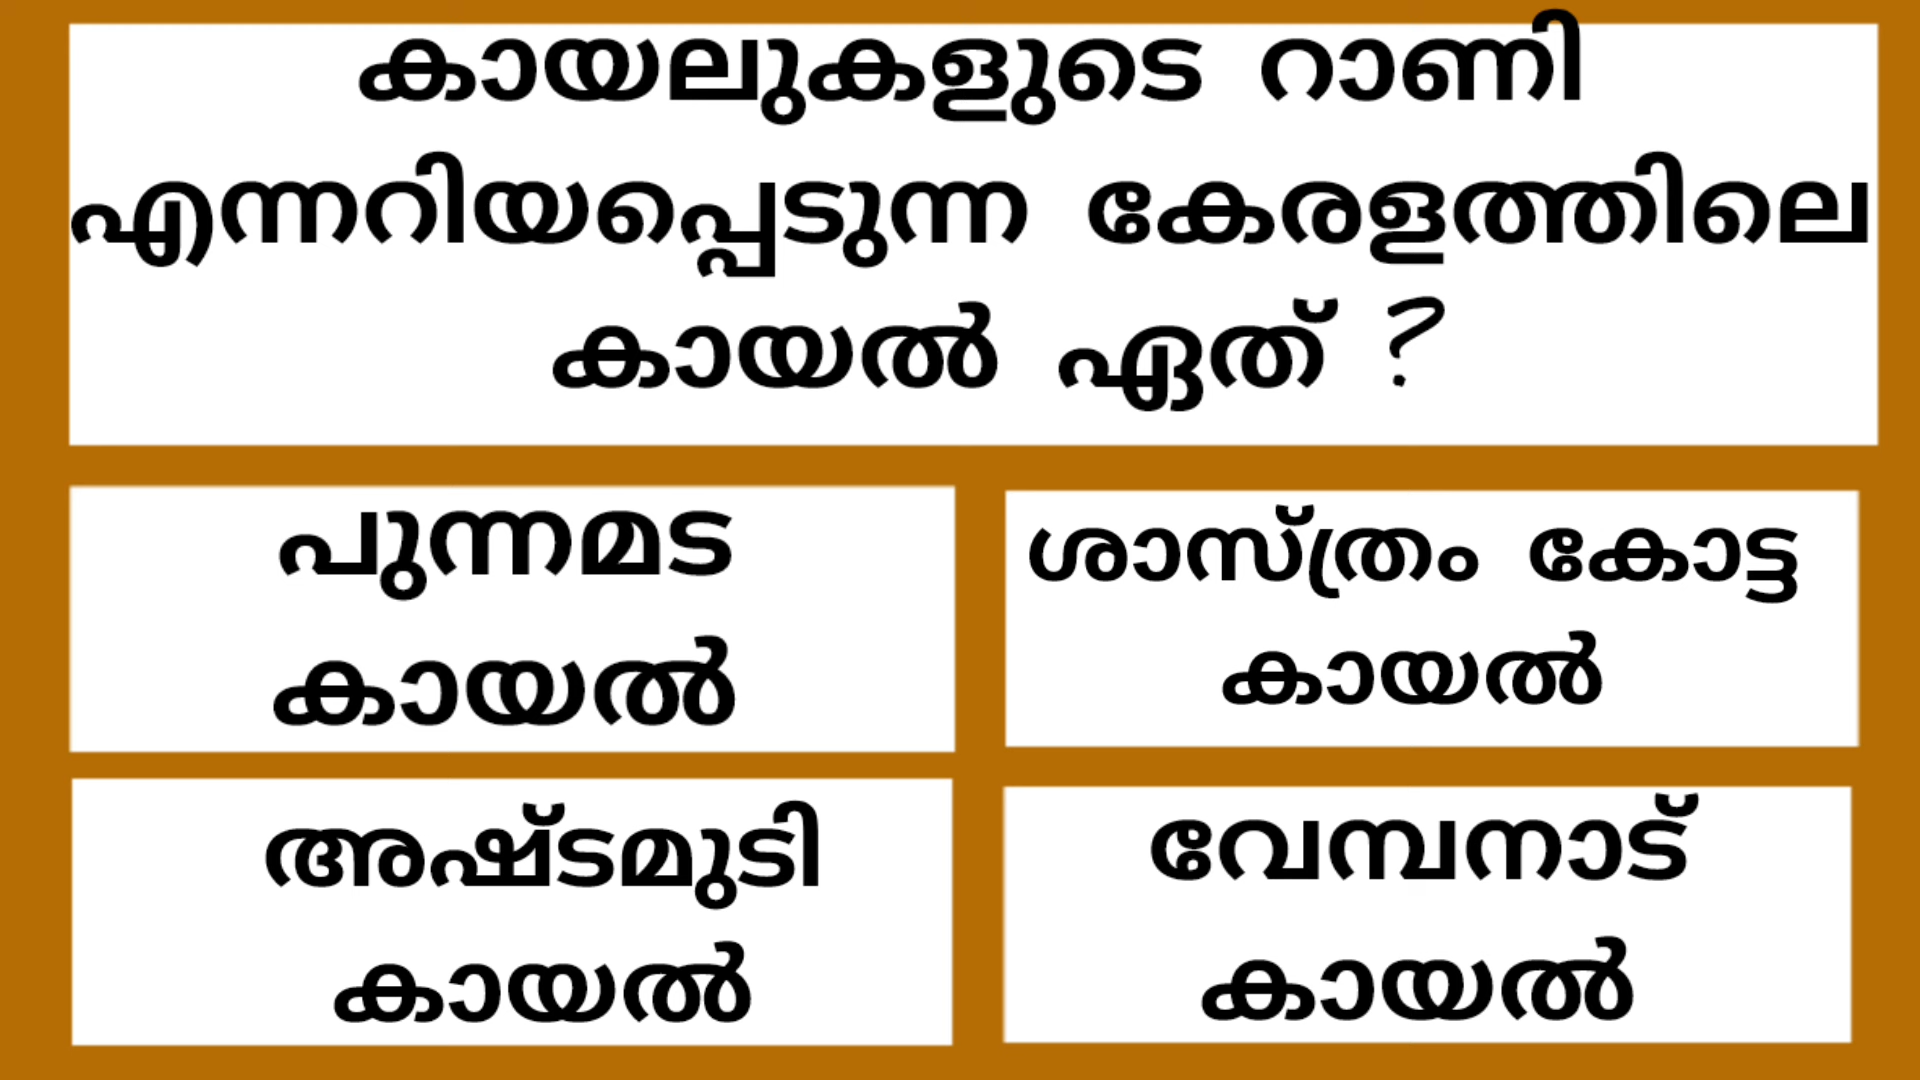 കായലുകളുടെ റാണി
എന്നറിയപ്പെടുന്ന കേരളത്തിലെ
കായൽ ഏത് ?
പുന്നമട
കായൽ
ശാസ്ത്രം കോട്ട
കായൽ
അഷ്ടമുടി
കായൽ
വേമ്പനാട്
കായൽ